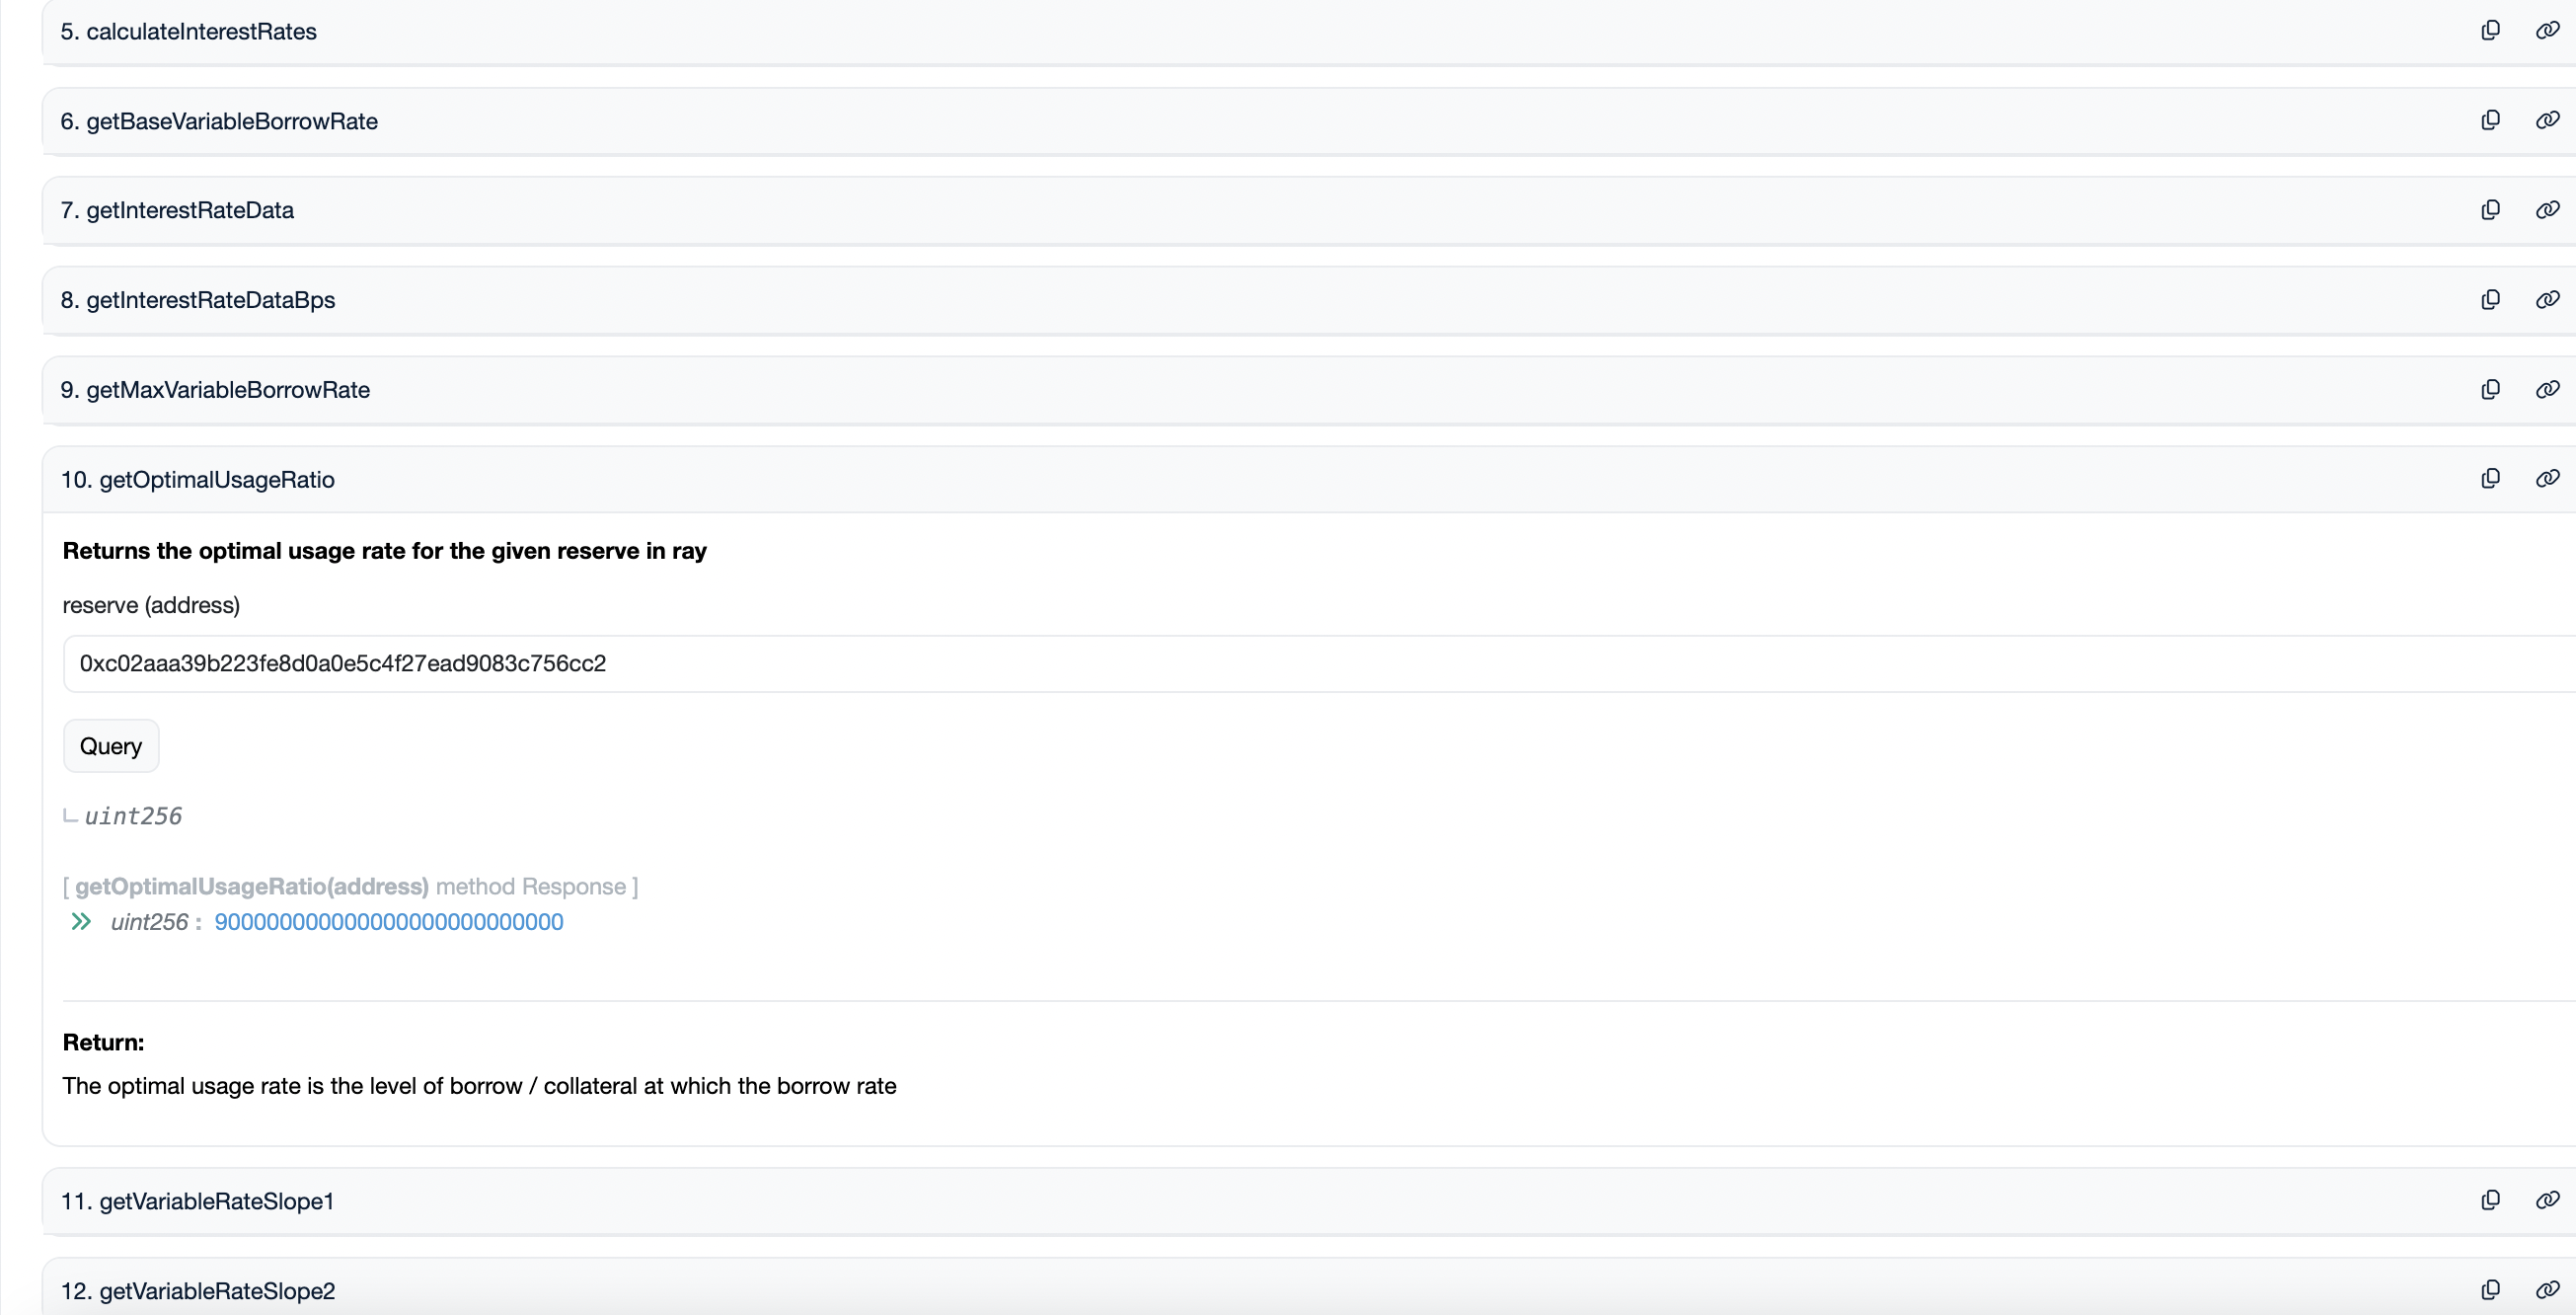 5. calculateInterestRates
6. getBaseVariableBorrowRate
7. getInterestRateData
8. getInterestRateDataBps
9. getMaxVariableBorrowRate
10. getOptimalUsageRatio
Returns the optimal usage rate for the given reserve in ray
reserve (address)
0xc02aaa39b223fe8d0a0e5c4f27ead9083c756cc2
Query
uint256
[ getOptimalUsageRatio(address) method Response ]
uint256 : 900000000000000000000000000
Return:
The optimal usage rate is the level of borrow / collateral at which the borrow rate
11. getVariableRateSlope1
12. getVariableRateSlope2